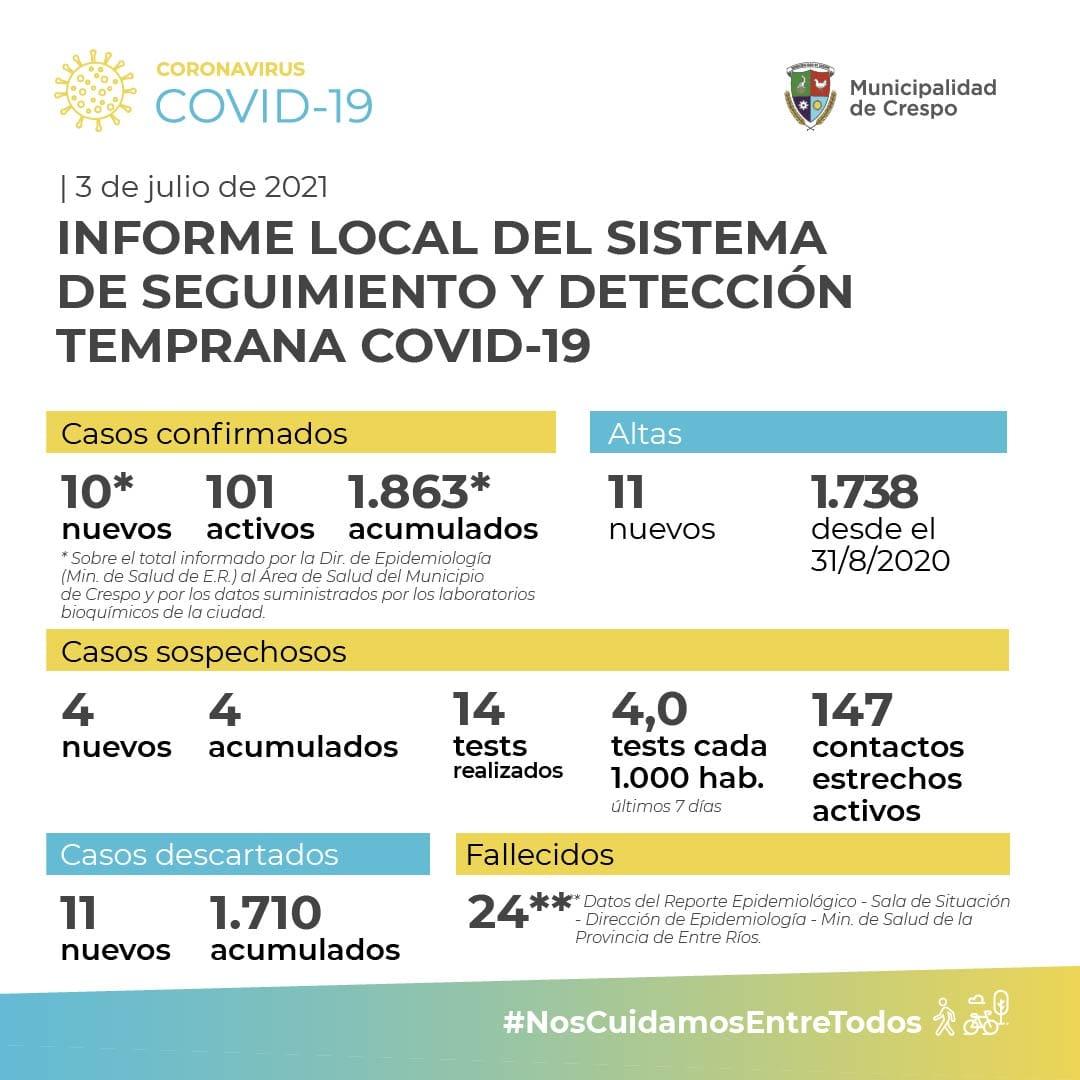 CORONAVIRUS
COVID-19
Municipalidad
de Crespo
| 3 de julio de 2021
INFORME LOCAL DEL SISTEMA
DE SEGUIMIENTO Y DETECCIÓN
TEMPRANA COVID-19
Casos confirmados
10* nuevos
101 activos
1.863* acumulados
* Sobre el total informado por la Dir. de Epidemiología
(Min. de Salud de E.R.) al Área de Salud del Municipio
de Crespo y por los datos suministrados por los laboratorios
bioquímicos de la ciudad.
Altas
11
nuevos
1.738
desde el
31/8/2020
Casos sospechosos
4
nuevos
4
acumulados
14
tests
realizados
4,0
tests cada
1.000 hab.
últimos 7 días
147
contactos
estrechos
activos
Casos descartados
11
nuevos
1.710
acumulados
Fallecidos
24**
** Datos del Reporte Epidemiológico - Sala de Situación
- Dirección de Epidemiología - Min. de Salud de la
Provincia de Entre Ríos.
#NosCuidamosEntreTodos